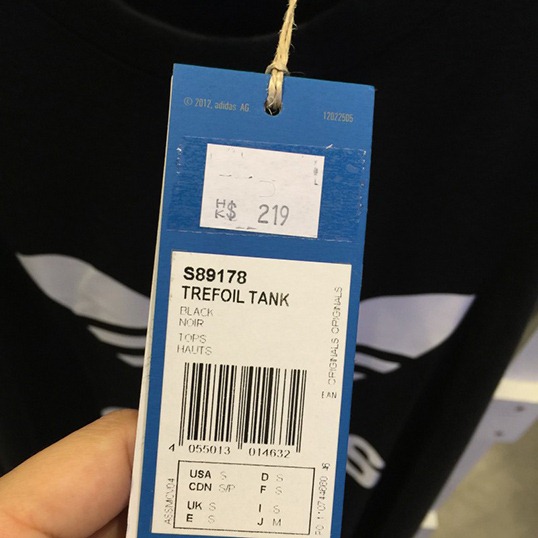 © 2012, adidas AG
12022505
HK$ 219
S89178
TREFOIL TANK
BLACK
NOIR
TOPS
HAUTS
ORIGINALS ORIGINALS
EAN
4 055013 014632
USA S D S
CDN S/P F S
UK S I S
E S J M